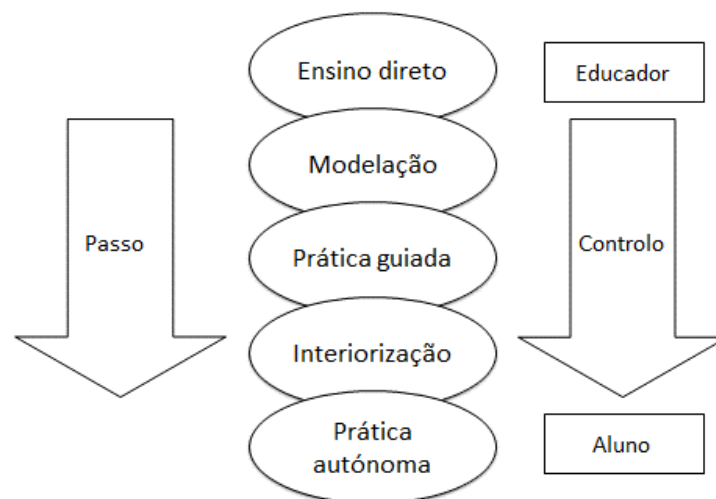 Ensino direto
Educador
Modelação
Passo
Prática guiada
Controlo
Interiorização
Prática
autónoma
Aluno